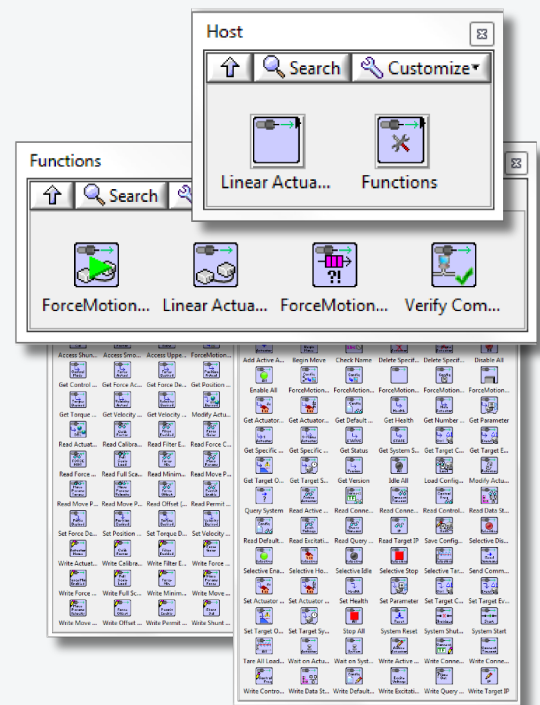 Host
Search Customize
Linear Actua... Functions
Functions
Search
ForceMotion... Linear Actua... ForceMotion... Verify Com...
Access Shun... Access Smo... Access Uppe... ForceMotion...
Get Control ... Get Force Ac... Get Force De... Get Position ...
Get Torque ... Get Velocity ... Get Velocity ... Modify Actu...
Read Actuat... Read Calibra... Read Filter E... Read Force C...
Read Force ... Read Full Sca... Read Minim... Read Move P...
Read Move P... Read Move P... Read Offset (... Read Permit ...
Set Force De... Set Position ... Set Torque D... Set Velocity ...
Write Actuat... Write Calibra... Write Filter E... Write Force ...
Write Force ... Write Full Sc... Write Minim... Write Move ...
Write Move ... Write Offset ... Write Permit ... Write Shunt ...
Add Active A... Begin Move Check Name Delete Specif... Delete Specif... Disable All
Enable All ForceMotion... ForceMotion... ForceMotion... ForceMotion... ForceMotion...
Get Actuator... Get Actuator... Get Default ... Get Health Get Number ... Get Parameter
Get Specific ... Get Specific ... Get Status Get System S... Get Target C... Get Target E...
Get Target O... Get Target S... Get Version Idle All Load Config... Modify Actu...
Query System Read Active ... Read Conne... Read Conne... Read Control... Read Data St...
Read Default... Read Excitati... Read Query ... Read Target IP Save Config... Selective Dis...
Selective Ena... Selective Ho... Selective Idle Selective Stop Selective Tar... Send Comm...
Set Actuator ... Set Actuator ... Set Health Set Parameter Set Target C... Set Target E...
Set Target O... Set Target Sy... Stop All System Reset System Shut... System Start
Tare All Load... Wait on Actu... Wait on Syst... Write Active ... Write Conne... Write Conne...
Write Contro... Write Data St... Write Default... Write Excitati... Write Query ... Write Target IP